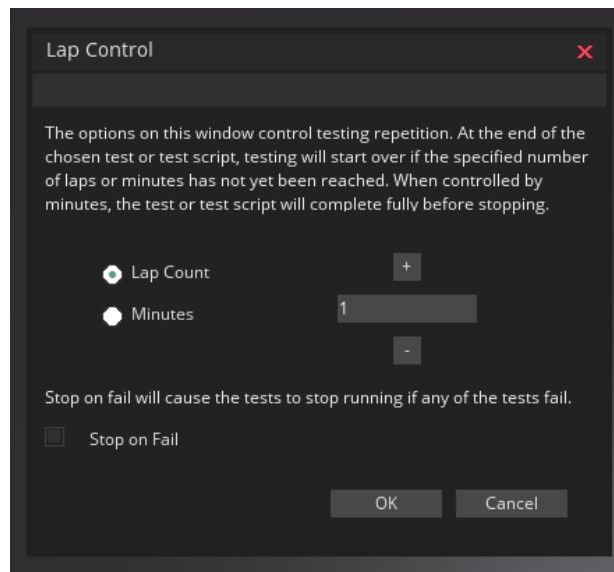 Lap Control
The options on this window control testing repetition. At the end of the
chosen test or test script, testing will start over if the specified number
of laps or minutes has not yet been reached. When controlled by
minutes, the test or test script will complete fully before stopping.
Lap Count
+
Minutes
1
-
Stop on fail will cause the tests to stop running if any of the tests fail.
Stop on Fail
OK Cancel